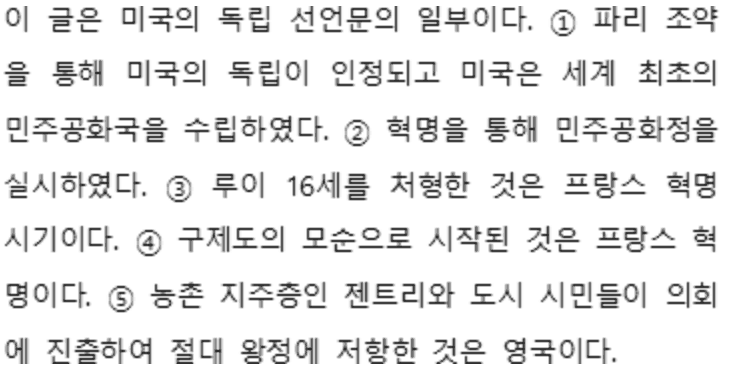 이 글은 미국의 독립 선언문의 일부이다. ① 파리 조약
을 통해 미국의 독립이 인정되고 미국은 세계 최초의
민주공화국을 수립하였다. ② 혁명을 통해 민주공화정을
실시하였다. ③ 루이 16세를 처형한 것은 프랑스 혁명
시기이다. ④ 구제도의 모순으로 시작된 것은 프랑스 혁
명이다. ⑤ 농촌 지주층인 젠트리와 도시 시민들이 의회
에 진출하여 절대 왕정에 저항한 것은 영국이다.